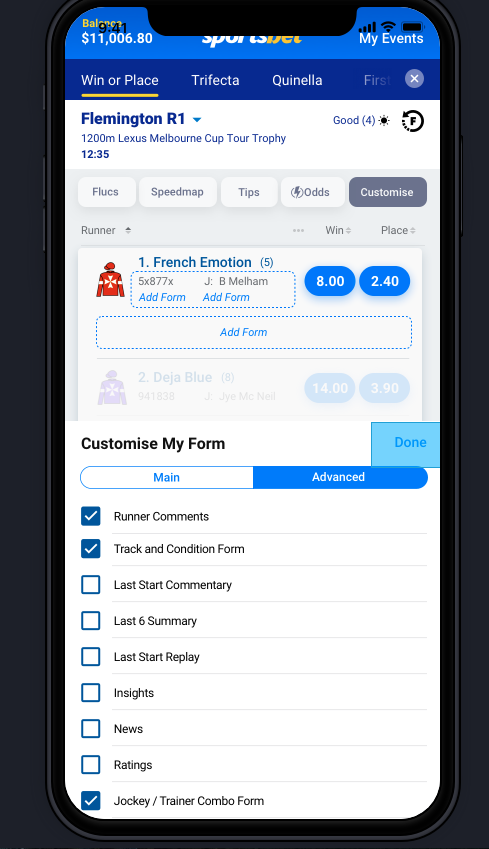 Balance
9:41
$11,006.80
sportsbet
My Events
Win or Place
Trifecta
Quinella
First
Flemington R1
Good (4)
F
1200m Lexus Melbourne Cup Tour Trophy
12:35
Flucs
Speedmap
Tips
Odds
Customise
Runner
...
Win
Place
1. French Emotion (5)
5x877x J: B Melham
Add Form Add Form
8.00
2.40
Add Form
2. Deja Blue (8)
941838 J: Jye Mc Neil
14.00
3.90
Customise My Form
Done
Main
Advanced
Runner Comments
Track and Condition Form
Last Start Commentary
Last 6 Summary
Last Start Replay
Insights
News
Ratings
Jockey / Trainer Combo Form